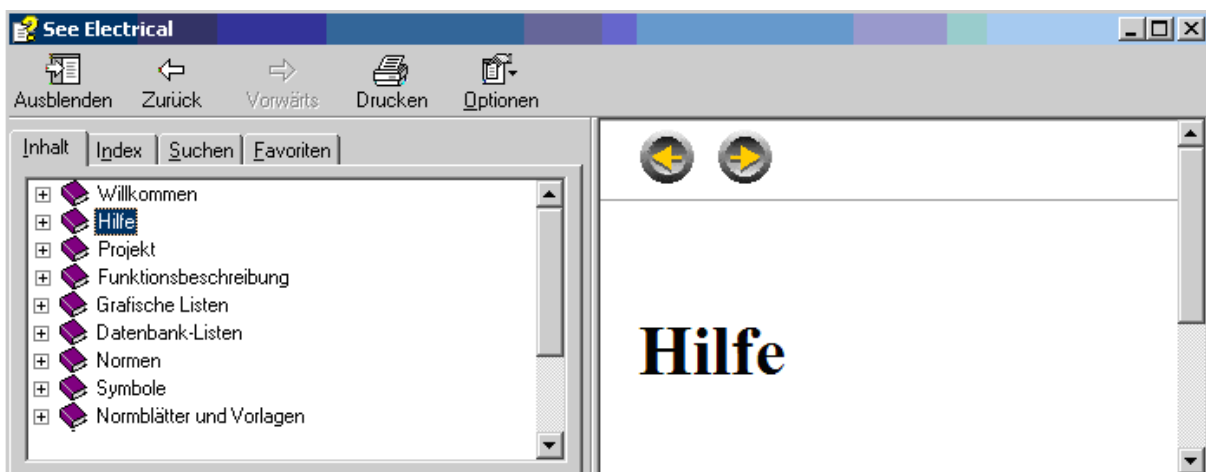 See Electrical
Ausblenden Zurück Vorwärts Drucken Optionen
Inhalt Index Suchen Favoriten
Willkommen
Hilfe
Projekt
Funktionsbeschreibung
Grafische Listen
Datenbank-Listen
Normen
Symbole
Normblätter und Vorlagen
Hilfe